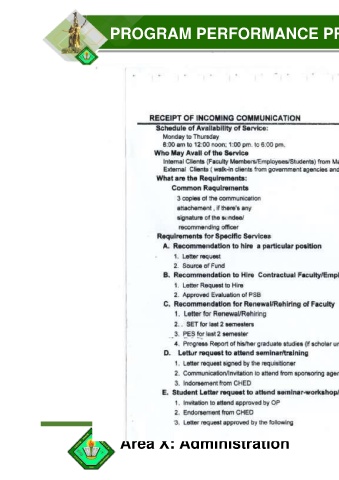 PROGRAM PERFORMANCE PR
RECEIPT OF INCOMING COMMUNICATION
Schedule of Availability of Service:
Monday to Thursday
8:00 am to 12:00 noon; 1:00 pm. to 6:00 pm.
Who May Avail of the Service
Internal Clients (Faculty Members/Employees/Students) from Ma
External Clients ( walk-in clients from government agencies and
What are the Requirements:
Common Requirements
3 copies of the communication
attachement , if there's any
signature of the sender/
recommending officer
Requirements for Specific Services
A. Recommendation to hire a particular position
1. Letter request
2. Source of Fund
B. Recommendation to Hire Contractual Faculty/Empl
1. Letter Request to Hire
2. Approved Evaluation of PSB
C. Recommendation for Renewal/Rehiring of Faculty
1. Letter for Renewal/Rehiring
2. . SET for last 2 semesters
3. PES for last 2 semester
4. Progress Report of his/her graduate studies (if scholar un
D. Letter request to attend seminar/training
1. Letter request signed by the requisitioner
2. Communication/Invitation to attend from sponsoring agen
3. Indorsement from CHED
E. Student Letter request to attend seminar-workshop/
1. Invitation to attend approved by OP
2. Endorsement from CHED
3. Letter request approved by the following
Area X: Administration